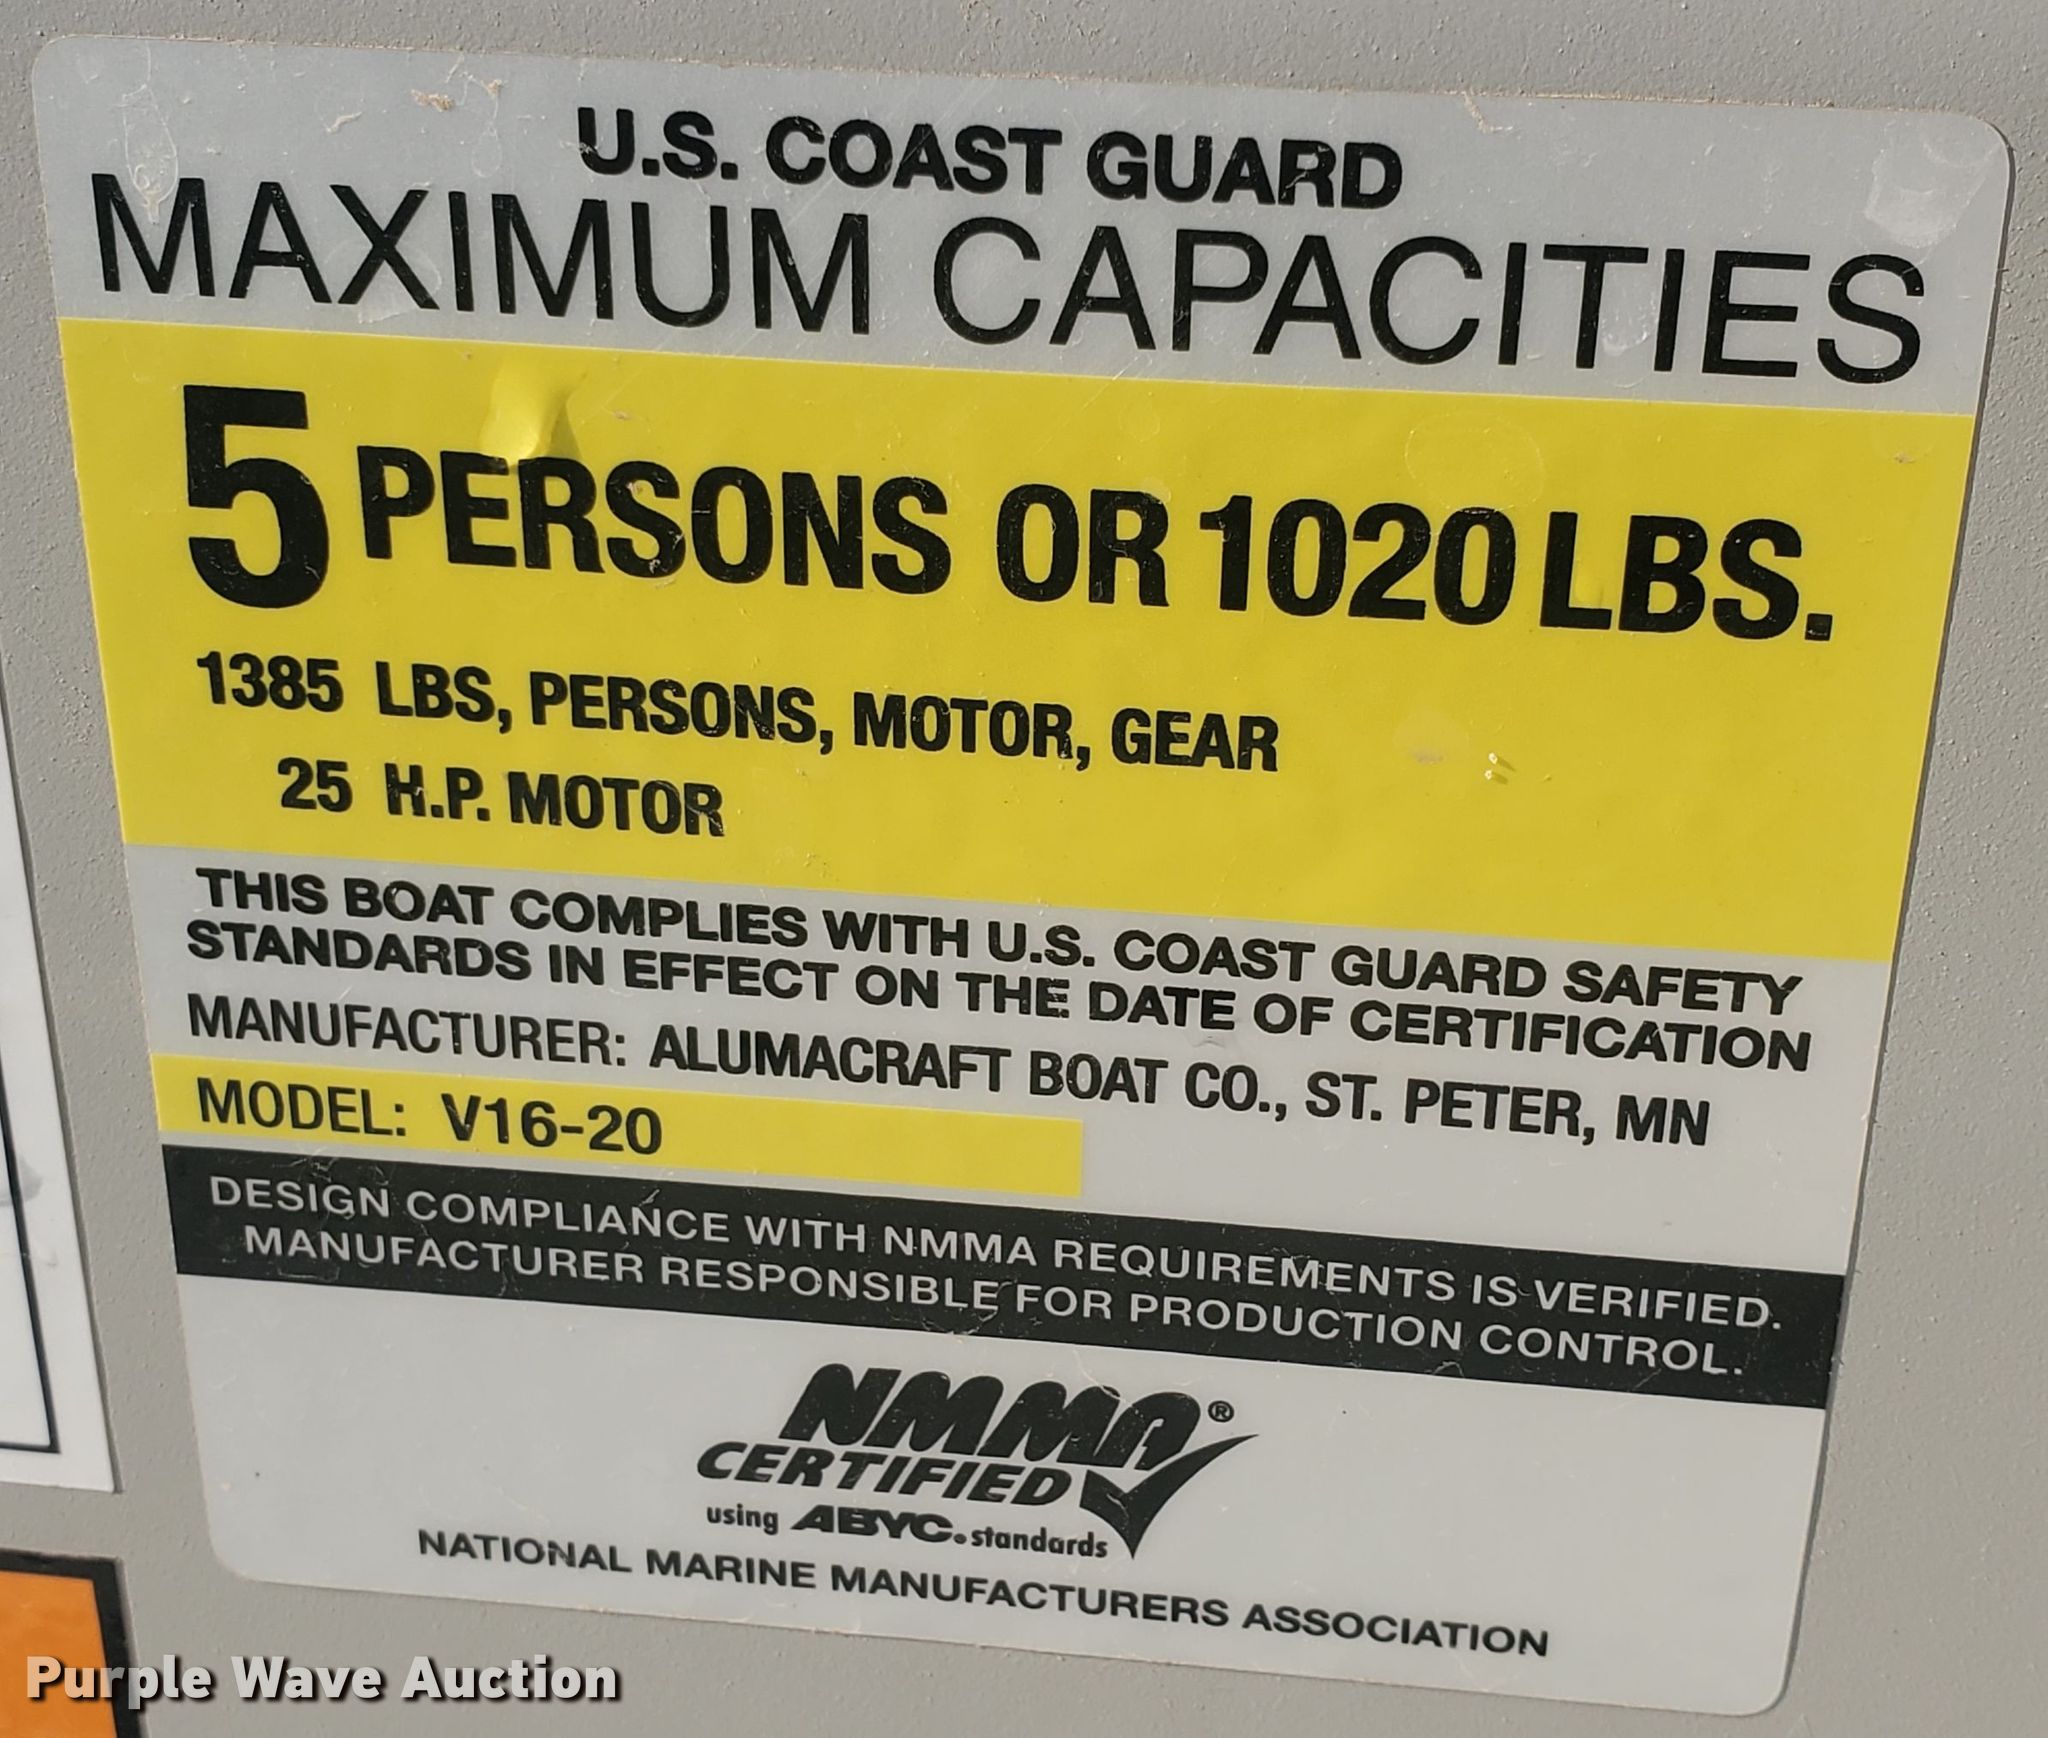 U.S. COAST GUARD
MAXIMUM CAPACITIES
5 PERSONS OR 1020 LBS.
1385 LBS, PERSONS, MOTOR, GEAR
25 H.P. MOTOR
THIS BOAT COMPLIES WITH U.S. COAST GUARD SAFETY
STANDARDS IN EFFECT ON THE DATE OF CERTIFICATION
MANUFACTURER: ALUMACRAFT BOAT CO., ST. PETER, MN
MODEL: V16-20
DESIGN COMPLIANCE WITH NMMA REQUIREMENTS IS VERIFIED.
MANUFACTURER RESPONSIBLE FOR PRODUCTION CONTROL.
NMMA®
CERTIFIED
using ABYC. standards
NATIONAL MARINE MANUFACTURERS ASSOCIATION
Purple Wave Auction